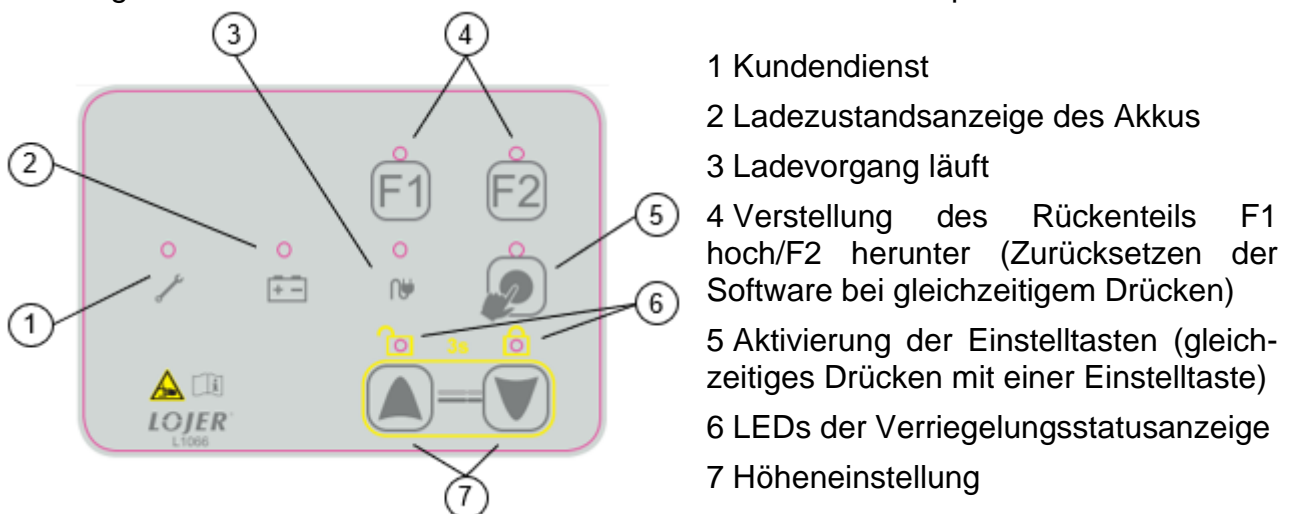 3
4
1 Kundendienst
2 Ladezustandsanzeige des Akkus
3 Ladevorgang läuft
4 Verstellung des Rückenteils F1
hoch/F2 herunter (Zurücksetzen der
Software bei gleichzeitigem Drücken)
5 Aktivierung der Einstelltasten (gleich-
zeitiges Drücken mit einer Einstelltaste)
6 LEDs der Verriegelungsstatusanzeige
7 Höheneinstellung
2
F1 F2
5
1
6
3s
LOJER
L1066
7